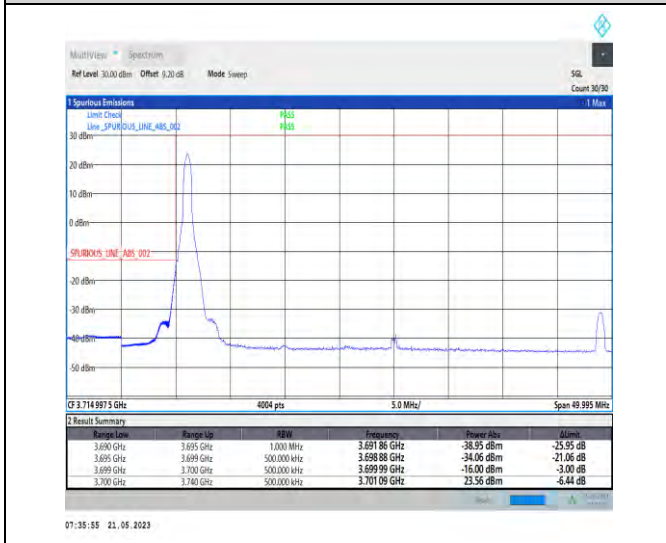 MultiView Spectrum
Ref Level 30.00 dBm Offset 9.20 dB Mode Sweep SGL
Count 30/30
1 Spurious Emissions 1 Max
Limit Check PASS
Line _SPURIOUS_LINE_ABS_002 PASS
30 dBm
20 dBm
10 dBm
0 dBm
_SPURIOUS_LINE_ABS_002
-20 dBm
-30 dBm
-40 dBm
-50 dBm
CF 3.714 997 5 GHz 4004 pts 5.0 MHz/ Span 49.995 MHz
2 Result Summary
Range Low Range Up RBW Frequency Power Abs ΔLimit
3.690 GHz 3.695 GHz 1.000 MHz 3.691 86 GHz -38.95 dBm -25.95 dB
3.695 GHz 3.699 GHz 500.000 kHz 3.698 88 GHz -34.06 dBm -21.06 dB
3.699 GHz 3.700 GHz 500.000 kHz 3.699 99 GHz -16.00 dBm -3.00 dB
3.700 GHz 3.740 GHz 500.000 kHz 3.701 09 GHz 23.56 dBm -6.44 dB
07:35:55 21.05.2023